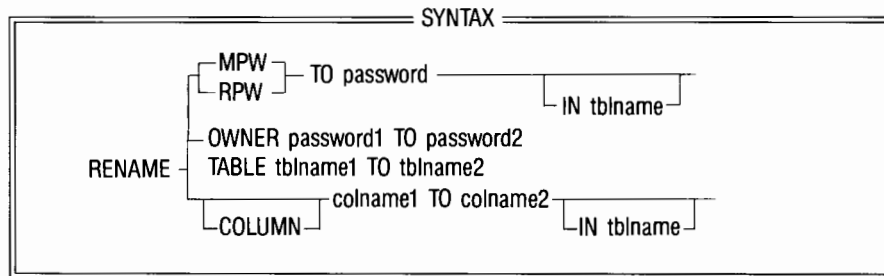 SYNTAX
MPW
RPW
TO password
IN tblname
OWNER password1 TO password2
RENAME
TABLE tblname1 TO tblname2
colname1 TO colname2
COLUMN
IN tblname